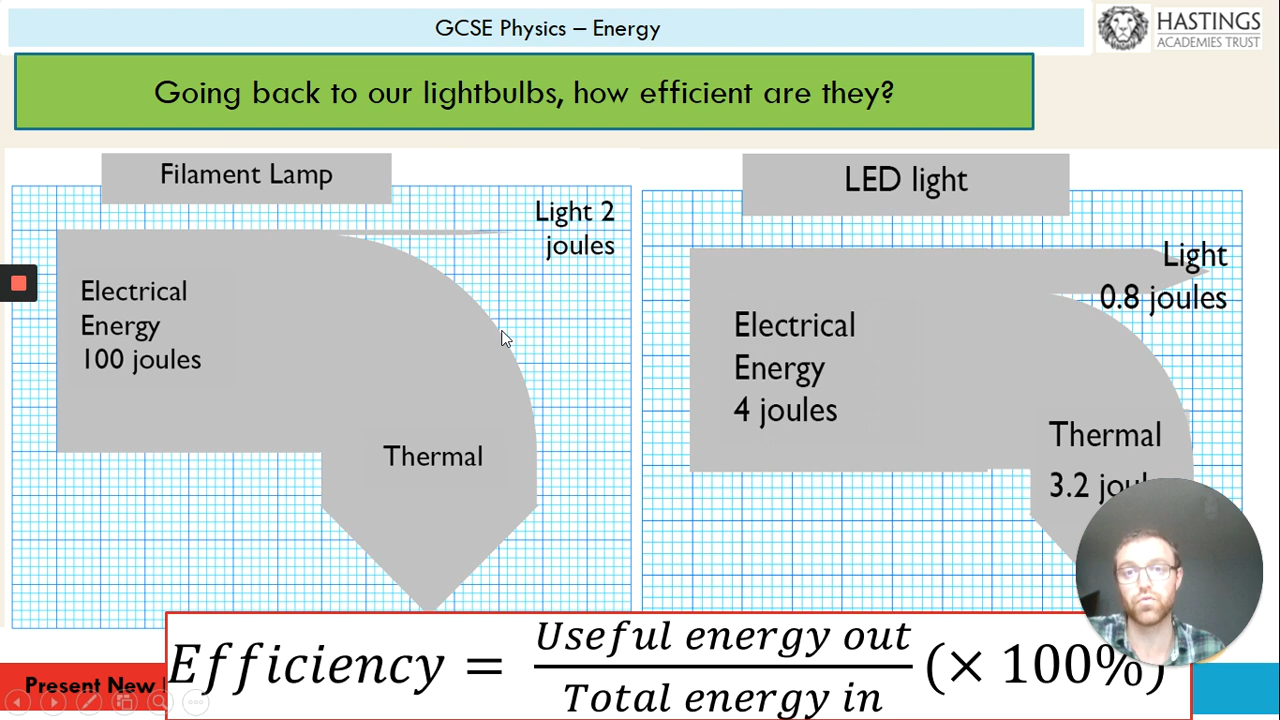 GCSE Physics – Energy
HASTINGS
ACADEMIES TRUST
Going back to our lightbulbs, how efficient are they?
Filament Lamp
Light 2
joules
Electrical
Energy
100 joules
Thermal
LED light
Light
0.8 joules
Electrical
Energy
4 joules
Thermal
3.2
Efficiency = Useful energy out / Total energy in (× 100%)
Present New